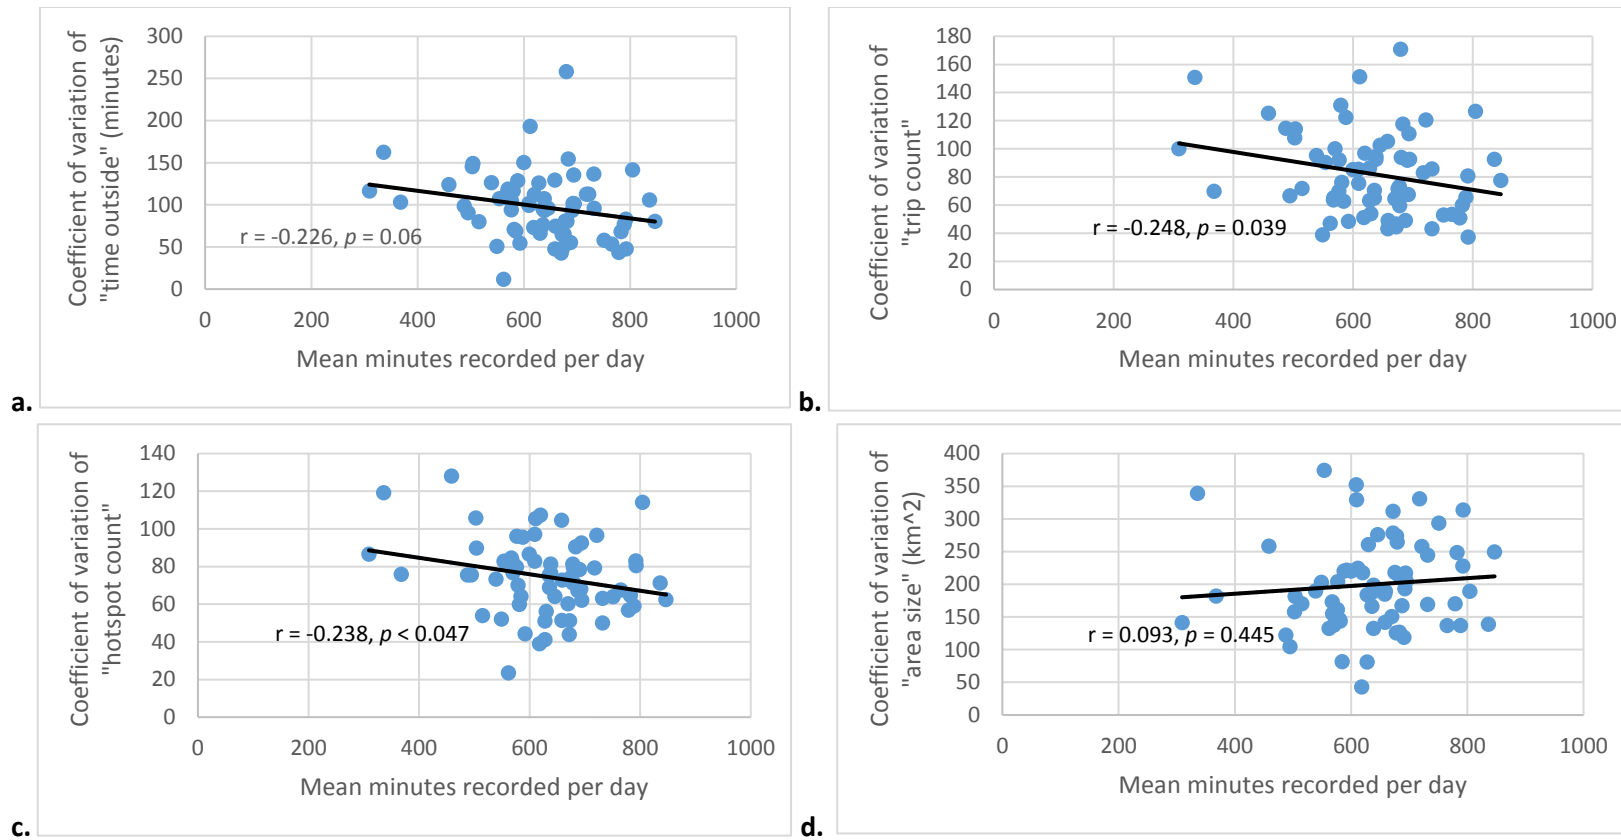 Coefficient of variation of
"time outside" (minutes)
300
250
200
150
100
50
0
r = -0.226, p = 0.06
0 200 400 600 800 1000
Mean minutes recorded per day
a.
Coefficient of variation of
"trip count"
180
160
140
120
100
80
60
40
20
0
r = -0.248, p = 0.039
0 200 400 600 800 1000
Mean minutes recorded per day
b.
Coefficient of variation of
"hotspot count"
140
120
100
80
60
40
20
0
r = -0.238, p < 0.047
0 200 400 600 800 1000
Mean minutes recorded per day
c.
Coefficient of variation of
"area size" (km^2)
400
350
300
250
200
150
100
50
0
r = 0.093, p = 0.445
0 200 400 600 800 1000
Mean minutes recorded per day
d.